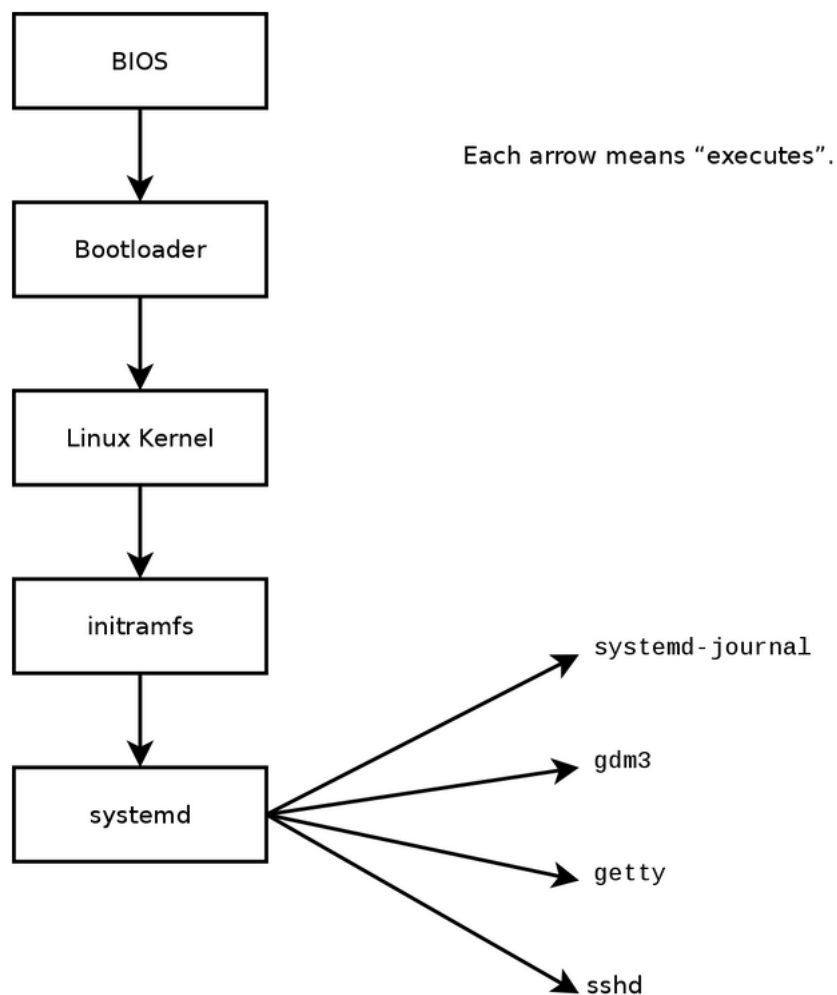 BIOS
Each arrow means “executes”.
Bootloader
Linux Kernel
initramfs
systemd-journal
gdm3
systemd
getty
sshd